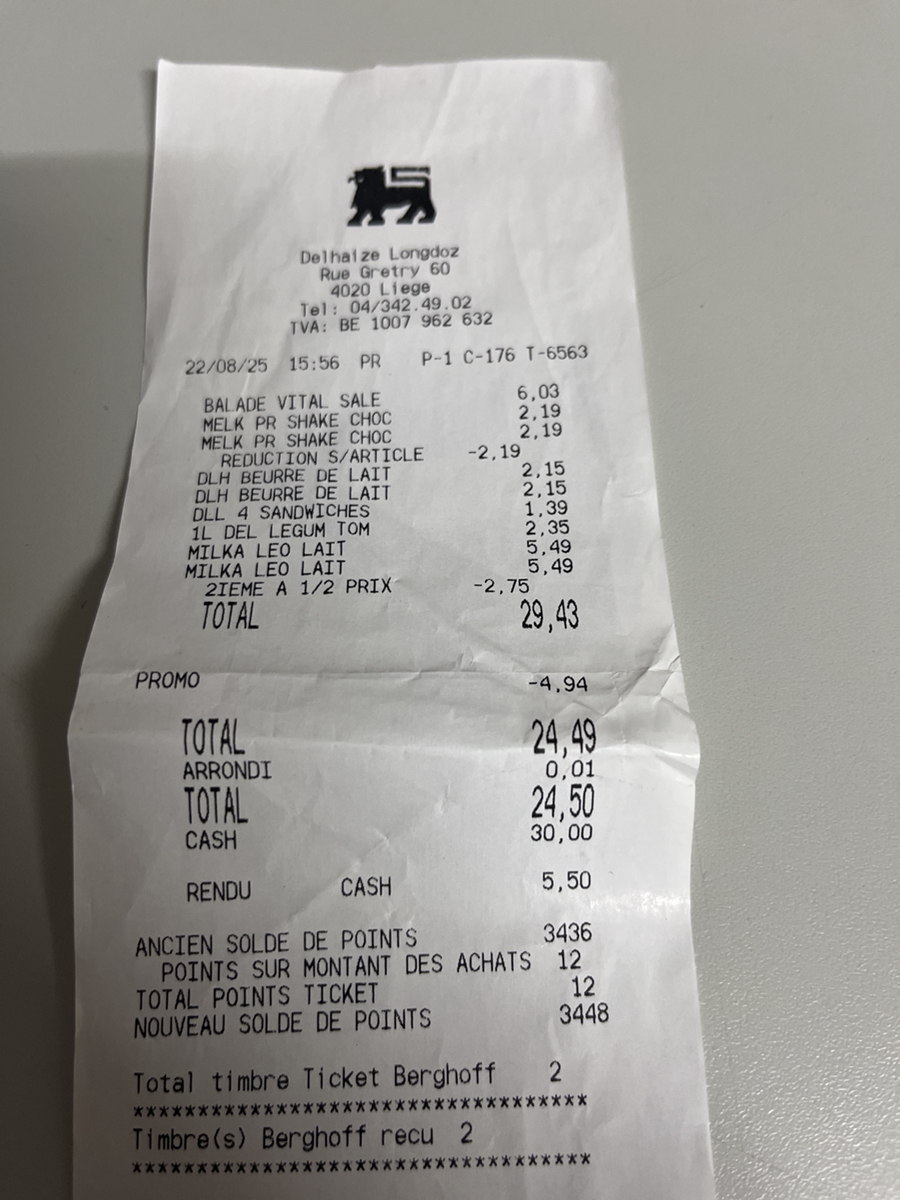 Delhaize Longdoz
Rue Gretry 60
4020 Liege
Tel: 04/342.49.02
TVA: BE 1007 962 632
22/08/25 15:56 PR P-1 C-176 T-6563
BALADE VITAL SALE 6,03
MELK PR SHAKE CHOC 2,19
MELK PR SHAKE CHOC 2,19
REDUCTION S/ARTICLE -2,19
DLH BEURRE DE LAIT 2,15
DLH BEURRE DE LAIT 2,15
DLL 4 SANDWICHES 1,39
1L DEL LEGUM TOM 2,35
MILKA LEO LAIT 5,49
MILKA LEO LAIT 5,49
2IEME A 1/2 PRIX -2,75
TOTAL 29,43
PROMO -4,94
TOTAL 24,49
ARRONDI 0,01
TOTAL 24,50
CASH 30,00
RENDU CASH 5,50
ANCIEN SOLDE DE POINTS 3436
POINTS SUR MONTANT DES ACHATS 12
TOTAL POINTS TICKET 12
NOUVEAU SOLDE DE POINTS 3448
Total timbre Ticket Berghoff 2
***********************************
Timbre(s) Berghoff recu 2
***********************************